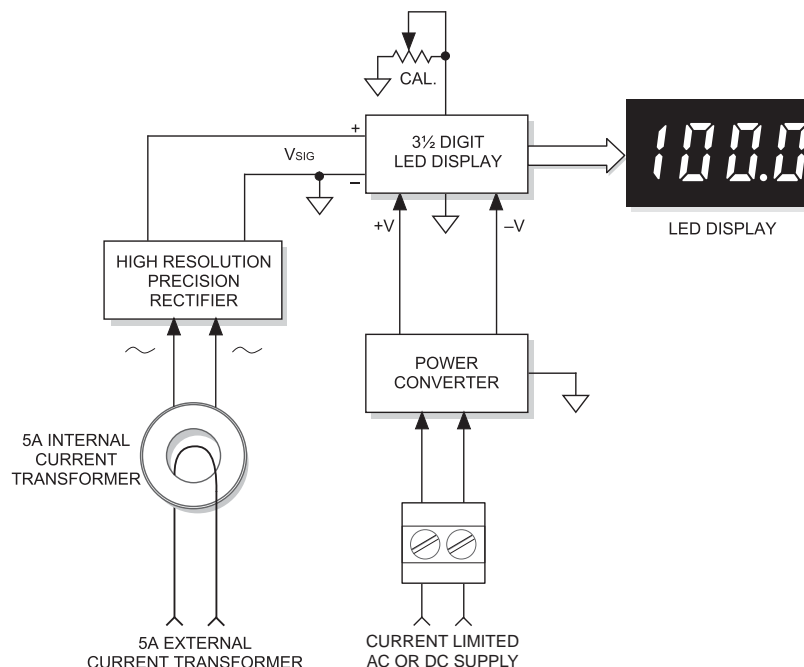 CAL.
+
3½ DIGIT
LED DISPLAY
VSIG
–
100.0
LED DISPLAY
+V
–V
HIGH RESOLUTION
PRECISION
RECTIFIER
POWER
CONVERTER
5A INTERNAL
CURRENT
TRANSFORMER
5A EXTERNAL
CURRENT TRANSFORMER
CURRENT LIMITED
AC OR DC SUPPLY